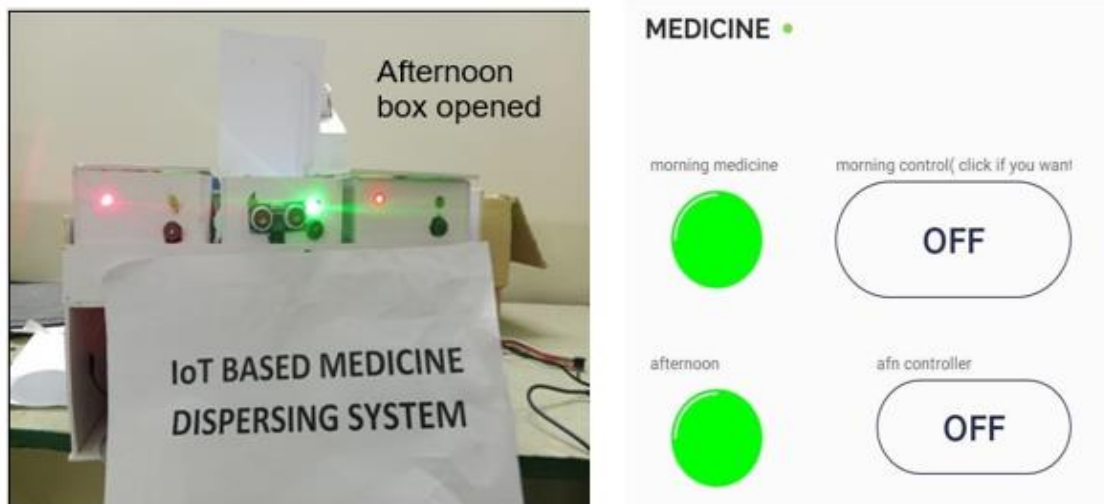 Afternoon
box opened
IoT BASED MEDICINE
DISPERSING SYSTEM
MEDICINE
morning medicine
morning control( click if you want
OFF
afternoon
afn controller
OFF